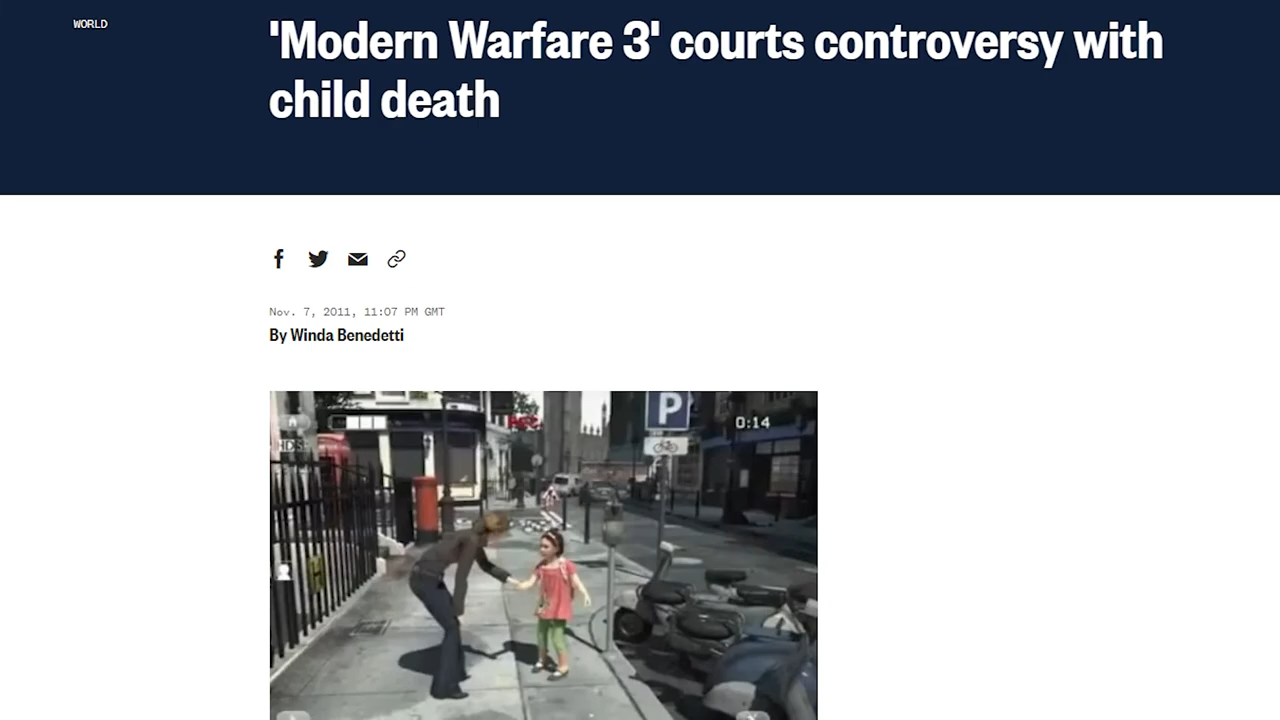 WORLD
'Modern Warfare 3' courts controversy with
child death
Nov. 7, 2011, 11:07 PM GMT
By Winda Benedetti
P
REC
0:14